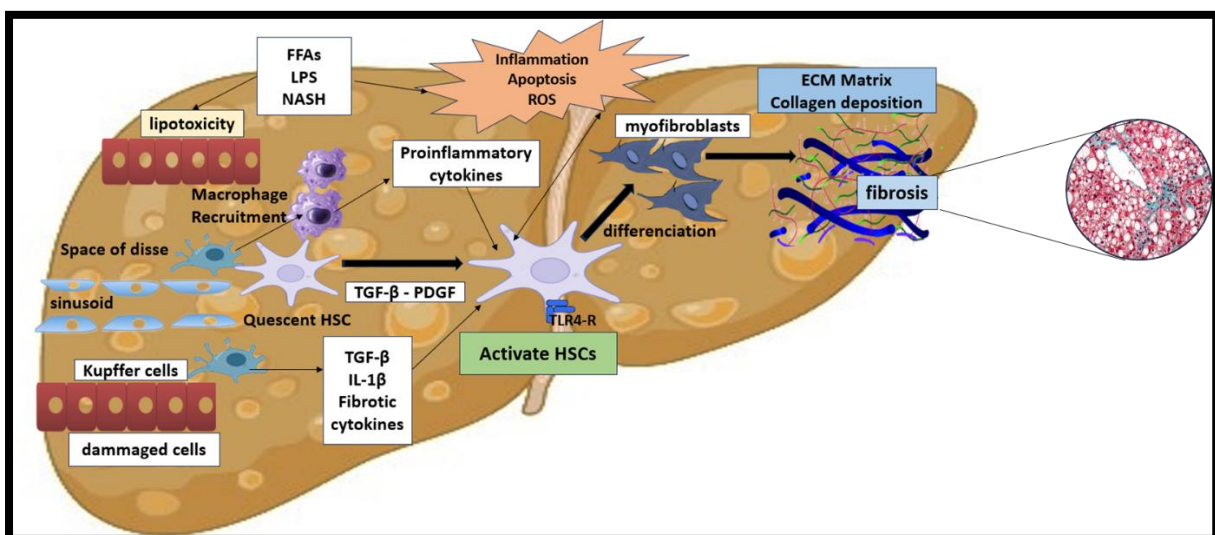 FFAs
LPS
NASH
Inflammation
Apoptosis
ROS
lipotoxicity
ECM Matrix
Collagen deposition
myofibroblasts
Proinflammatory
cytokines
Macrophage
Recruitment
fibrosis
Space of disse
differenciation
TGF-β - PDGF
sinusoid
Quescent HSC
TLR4-R
Activate HSCs
Kupffer cells
TGF-β
IL-1β
Fibrotic
cytokines
dammaged cells